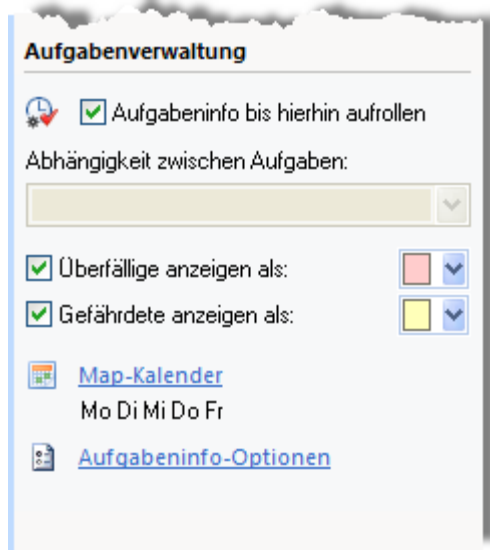 Aufgabenverwaltung
Aufgabeninfo bis hierhin aufrollen
Abhängigkeit zwischen Aufgaben:
Überfällige anzeigen als:
Gefährdete anzeigen als:
Map-Kalender
Mo Di Mi Do Fr
Aufgabeninfo-Optionen